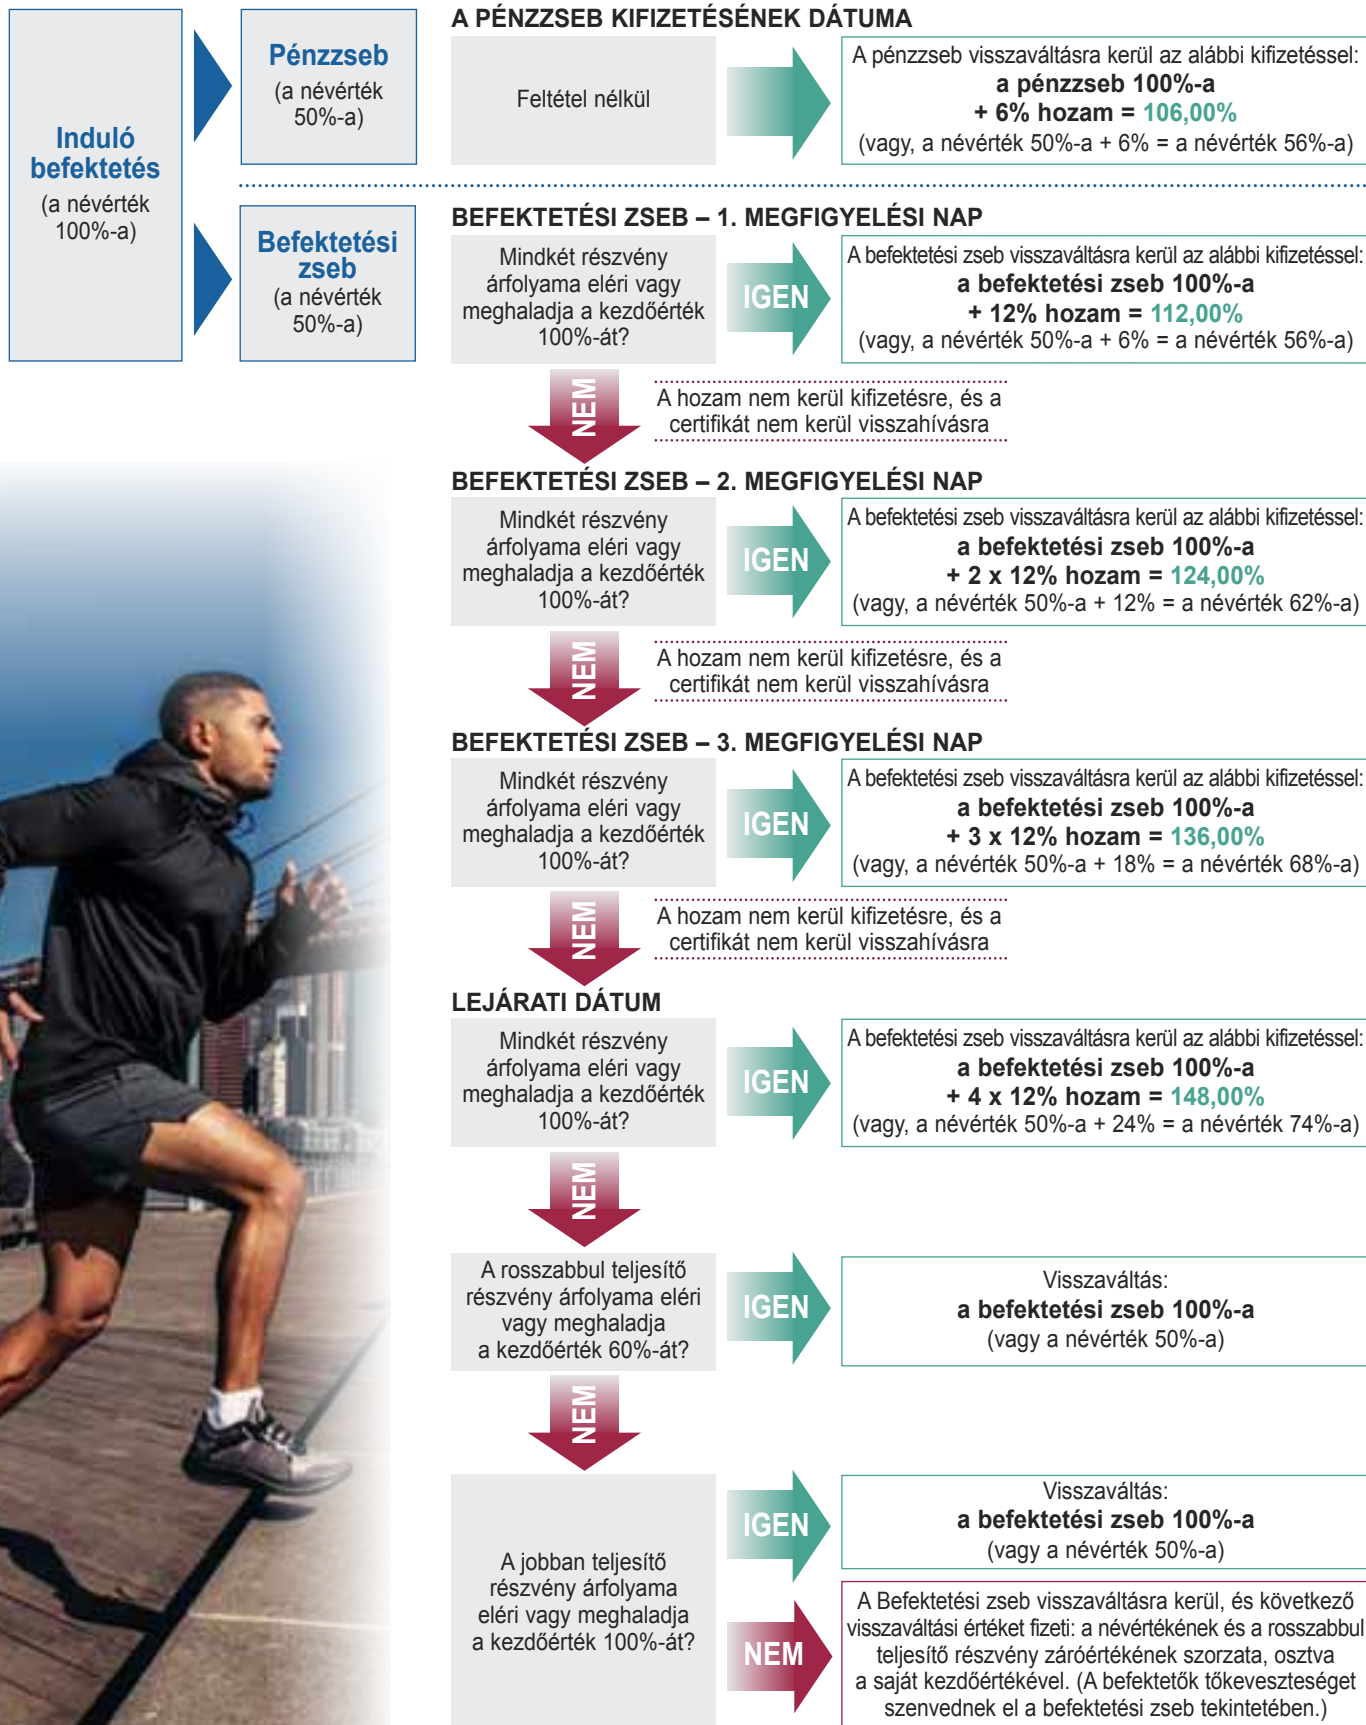 Induló
befektetés
(a névérték
100%-a)
Pénzzseb
(a névérték
50%-a)
Befektetési
zseb
(a névérték
50%-a)
A PÉNZZSEB KIFIZETÉSÉNEK DÁTUMA
Feltétel nélkül
A pénzzseb visszaváltásra kerül az alábbi kifizetéssel:
a pénzzseb 100%-a
+ 6% hozam = 106,00%
(vagy, a névérték 50%-a + 6% = a névérték 56%-a)
BEFEKTETÉSI ZSEB – 1. MEGFIGYELÉSI NAP
Mindkét részvény
árfolyama eléri vagy
meghaladja a kezdőérték
100%-át?
IGEN
A befektetési zseb visszaváltásra kerül az alábbi kifizetéssel:
a befektetési zseb 100%-a
+ 12% hozam = 112,00%
(vagy, a névérték 50%-a + 6% = a névérték 56%-a)
NEM
A hozam nem kerül kifizetésre, és a
certifikát nem kerül visszahívásra
BEFEKTETÉSI ZSEB – 2. MEGFIGYELÉSI NAP
Mindkét részvény
árfolyama eléri vagy
meghaladja a kezdőérték
100%-át?
IGEN
A befektetési zseb visszaváltásra kerül az alábbi kifizetéssel:
a befektetési zseb 100%-a
+ 2 x 12% hozam = 124,00%
(vagy, a névérték 50%-a + 12% = a névérték 62%-a)
NEM
A hozam nem kerül kifizetésre, és a
certifikát nem kerül visszahívásra
BEFEKTETÉSI ZSEB – 3. MEGFIGYELÉSI NAP
Mindkét részvény
árfolyama eléri vagy
meghaladja a kezdőérték
100%-át?
IGEN
A befektetési zseb visszaváltásra kerül az alábbi kifizetéssel:
a befektetési zseb 100%-a
+ 3 x 12% hozam = 136,00%
(vagy, a névérték 50%-a + 18% = a névérték 68%-a)
NEM
A hozam nem kerül kifizetésre, és a
certifikát nem kerül visszahívásra
LEJÁRATI DÁTUM
Mindkét részvény
árfolyama eléri vagy
meghaladja a kezdőérték
100%-át?
IGEN
A befektetési zseb visszaváltásra kerül az alábbi kifizetéssel:
a befektetési zseb 100%-a
+ 4 x 12% hozam = 148,00%
(vagy, a névérték 50%-a + 24% = a névérték 74%-a)
NEM
A rosszabbul teljesítő
részvény árfolyama eléri
vagy meghaladja
a kezdőérték 60%-át?
IGEN
Visszaváltás:
a befektetési zseb 100%-a
(vagy a névérték 50%-a)
NEM
A jobban teljesítő
részvény árfolyama
eléri vagy meghaladja
a kezdőérték 100%-át?
IGEN
Visszaváltás:
a befektetési zseb 100%-a
(vagy a névérték 50%-a)
NEM
A Befektetési zseb visszaváltásra kerül, és következő
visszaváltási értéket fizeti: a névértékének és a rosszabbul
teljesítő részvény záróértékének szorzata, osztva
a saját kezdőértékével. (A befektetők tőkeveszteséget
szenvednek el a befektetési zseb tekintetében.)